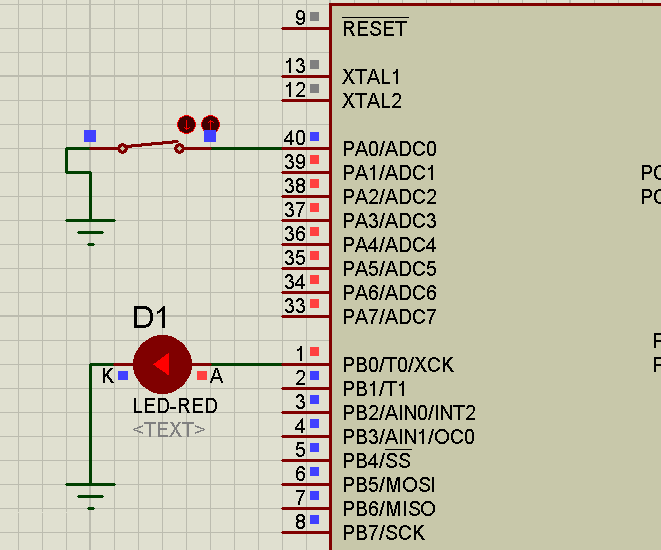 9 RESET
13 XTAL1
12 XTAL2
40 PA0/ADC0
39 PA1/ADC1
38 PA2/ADC2
37 PA3/ADC3
36 PA4/ADC4
35 PA5/ADC5
34 PA6/ADC6
33 PA7/ADC7
PC
PC
D1
K A
LED-RED
<TEXT>
1 PB0/T0/XCK
2 PB1/T1
3 PB2/AIN0/INT2
4 PB3/AIN1/OC0
5 PB4/SS
6 PB5/MOSI
7 PB6/MISO
8 PB7/SCK